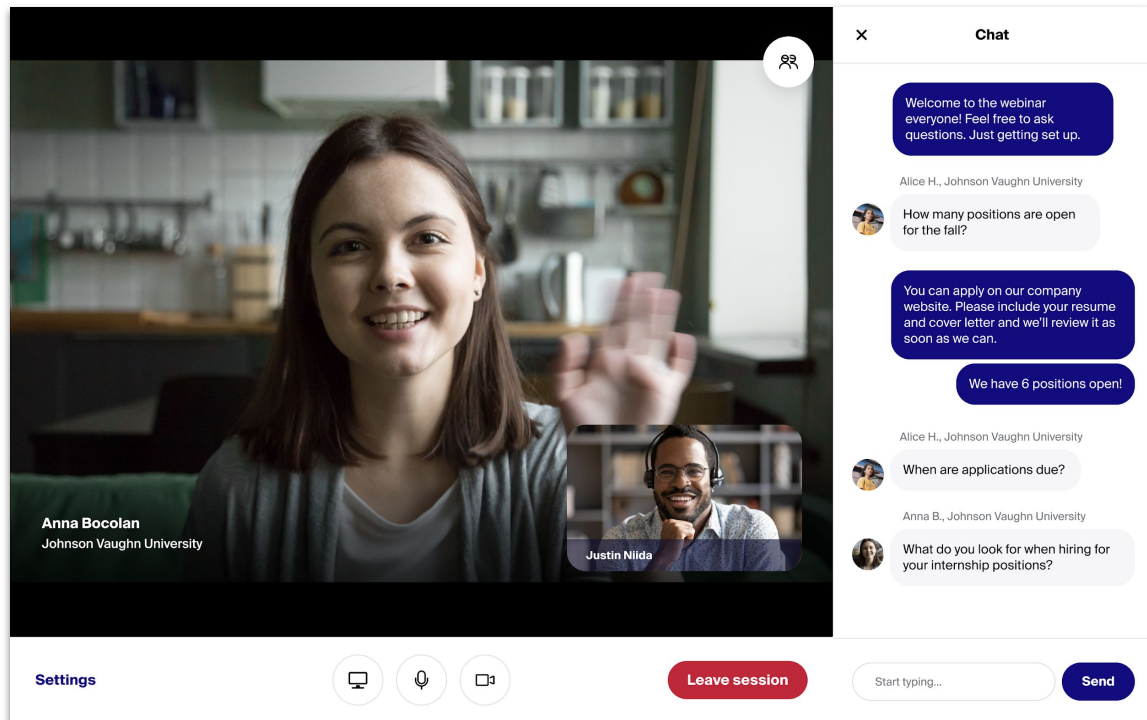 Anna Bocolan
Johnson Vaughn University
Justin Niida
Settings
Leave session
Chat
Welcome to the webinar
everyone! Feel free to ask
questions. Just getting set up.
Alice H., Johnson Vaughn University
How many positions are open
for the fall?
You can apply on our company
website. Please include your resume
and cover letter and we'll review it as
soon as we can.
We have 6 positions open!
Alice H., Johnson Vaughn University
When are applications due?
Anna B., Johnson Vaughn University
What do you look for when hiring for
your internship positions?
Start typing...
Send